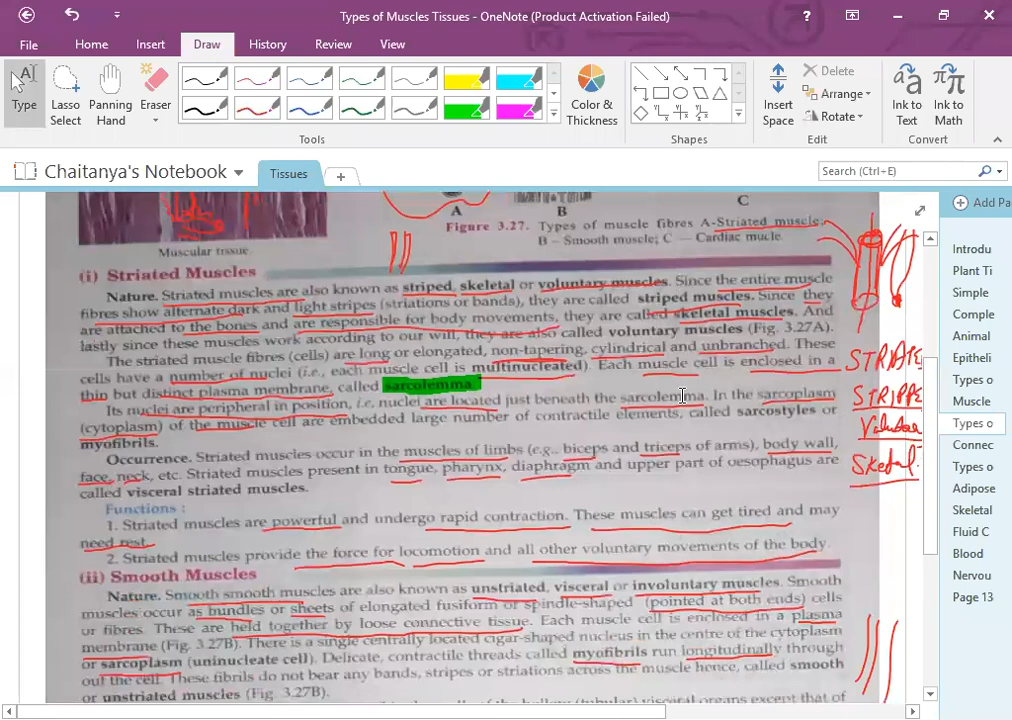 Types of Muscles Tissues - OneNote (Product Activation Failed)
File Home Insert Draw History Review View
Type
Lasso Select
Panning Hand
Eraser
Color & Thickness
Insert Space
Delete
Arrange
Rotate
Ink to Text
Ink to Math
Tools Shapes Edit Convert
Chaitanya's Notebook
Tissues
Search (Ctrl+E)
Add Pa
Introdu
Plant Ti
Simple
Comple
Animal
Epitheli
Types o
Muscle
Types o
Connec
Types o
Adipose
Skeletal
Fluid C
Blood
Nervou
Page 13
A B C
Muscular tissue
Figure 3.27. Types of muscle fibres A-Striated muscle;
B – Smooth muscle; C — Cardiac mucle.
(i) Striated Muscles
Nature. Striated muscles are also known as striped, skeletal or voluntary muscles. Since the entire muscle
fibres show alternate dark and light stripes (striations or bands), they are called striped muscles. Since they
are attached to the bones and are responsible for body movements, they are called skeletal muscles. And
lastly since these muscles work according to our will, they are also called voluntary muscles (Fig. 3.27A).
The striated muscle fibres (cells) are long or elongated, non-tapering, cylindrical and unbranched. These
cells have a number of nuclei (i.e., each muscle cell is multinucleated). Each muscle cell is enclosed in a
thin but distinct plasma membrane, called sarcolemma.
Its nuclei are peripheral in position, i.e, nuclei are located just beneath the sarcolemma. In the sarcoplasm
(cytoplasm) of the muscle cell are embedded large number of contractile elements, called sarcostyles or
myofibrils.
Occurrence. Striated muscles occur in the muscles of limbs (e.g., biceps and triceps of arms), body wall,
face, neck, etc. Striated muscles present in tongue, pharynx, diaphragm and upper part of oesophagus are
called visceral striated muscles.
Functions :
1. Striated muscles are powerful and undergo rapid contraction. These muscles can get tired and may
need rest.
2. Striated muscles provide the force for locomotion and all other voluntary movements of the body.
(ii) Smooth Muscles
Nature. Smooth smooth muscles are also known as unstriated, visceral or involuntary muscles. Smooth
muscles occur as bundles or sheets of elongated fusiform or spindle-shaped (pointed at both ends) cells
or fibres. These are held together by loose connective tissue. Each muscle cell is enclosed in a plasma
membrane (Fig. 3.27B). There is a single centrally located cigar-shaped nucleus in the centre of the cytoplasm
or sarcoplasm (uninucleate cell). Delicate, contractile threads called myofibrils run longitudinally through
out the cell. These fibrils do not bear any bands, stripes or striations across the muscle hence, called smooth
or unstriated muscles (Fig. 3.27B).
STRIATE
STRIPPE
Voluntar
Sketal.